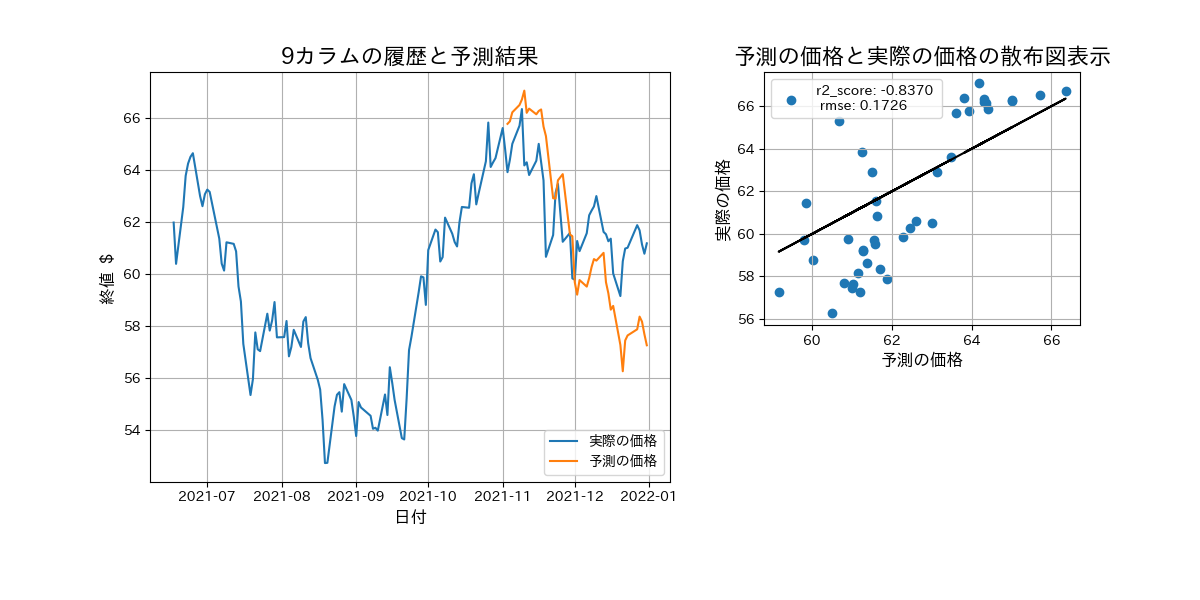 9カラムの履歴と予測結果
終値 $
66
64
62
60
58
56
54
2021-07 2021-08 2021-09 2021-10 2021-11 2021-12 2022-01
日付
実際の価格
予測の価格
予測の価格と実際の価格の散布図表示
r2_score: -0.8370
rmse: 0.1726
実際の価格
66
64
62
60
58
56
60 62 64 66
予測の価格